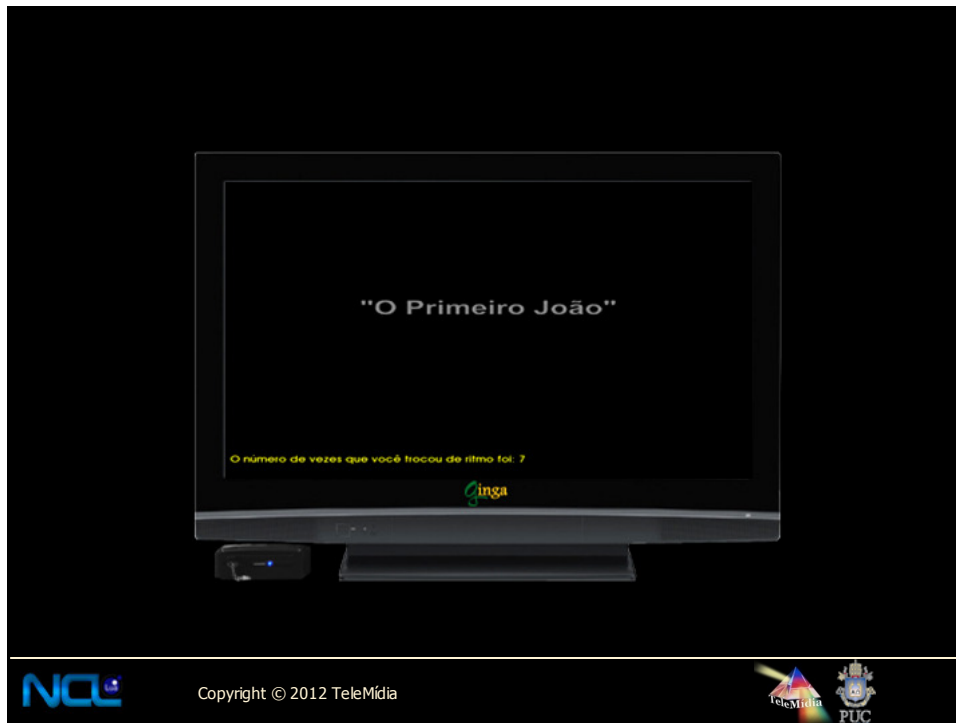 "O Primeiro João"
O número de vezes que você trocou de ritmo foi: 7
Ginga
NCL
Lua
Copyright © 2012 TeleMídia
TeleMídia
PUC